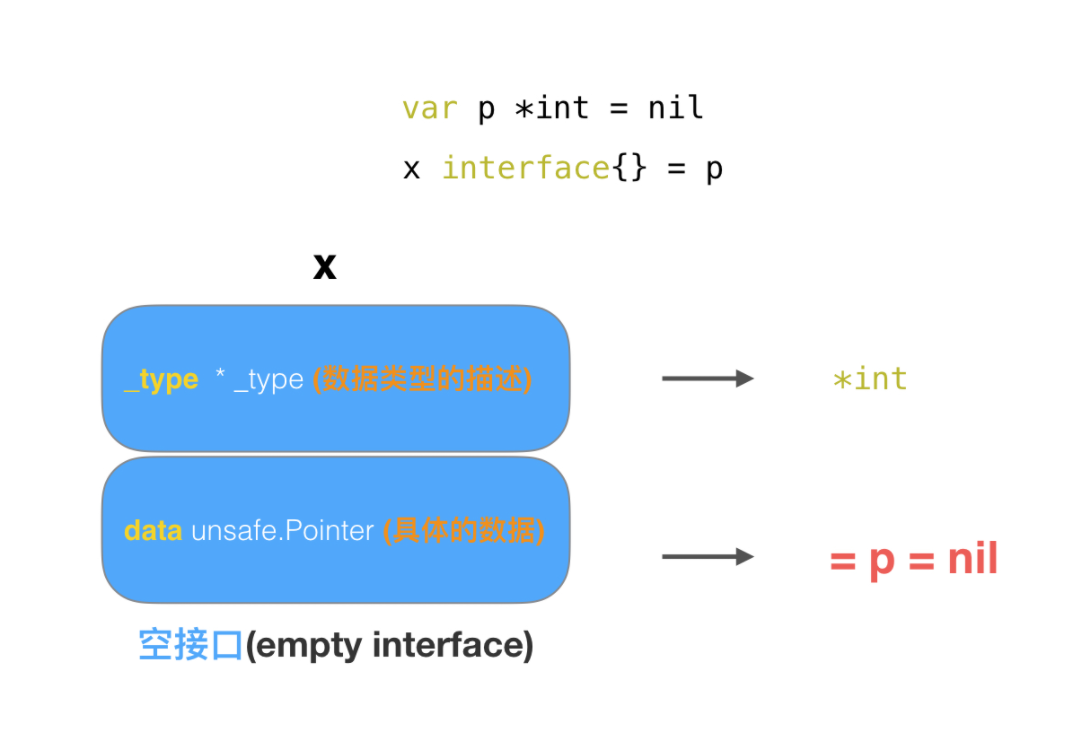 var p *int = nil
x interface{} = p
x
_type * _type (数据类型的描述)
*int
data unsafe.Pointer (具体的数据)
= p = nil
空接口(empty interface)